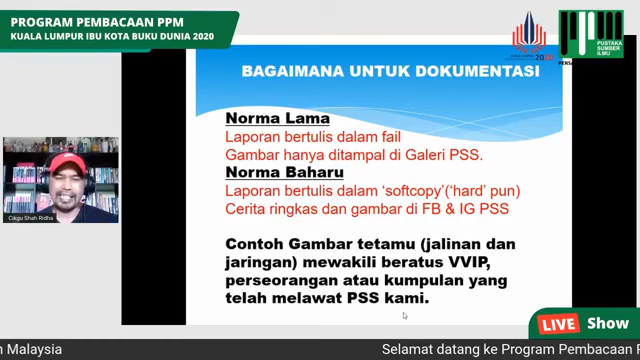 PROGRAM PEMBACAAN PPM
KUALA LUMPUR IBU KOTA BUKU DUNIA 2020
2020
PUSTAKA
SUMBER
ILMU
BAGAIMANA UNTUK DOKUMENTASI
Norma Lama
Laporan bertulis dalam fail
Gambar hanya ditampal di Galeri PSS.
Norma Baharu
Laporan bertulis dalam ‘softcopy’(‘hard’ pun)
Cerita ringkas dan gambar di FB & IG PSS
Contoh Gambar tetamu (jalinan dan
jaringan) mewakili beratus VVIP,
perseorangan atau kumpulan yang
telah melawat PSS kami.
Cikgu Shah Ridha
LIVE Show
Malaysia
Selamat datang ke Program Pembacaan